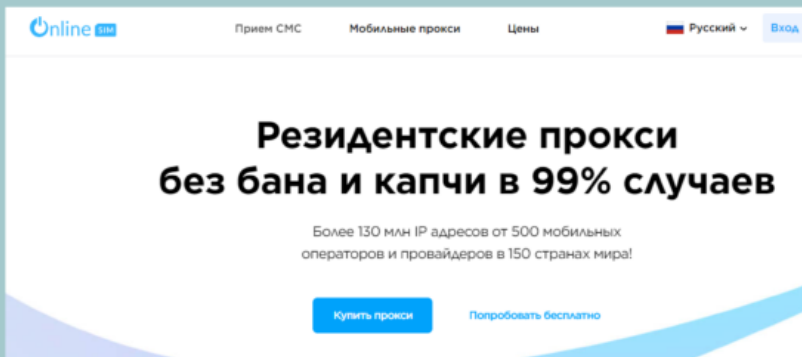 Online SIM
Прием СМС
Мобильные прокси
Цены
Русский
Вход
Резидентские прокси
без бана и капчи в 99% случаев
Более 130 млн IP адресов от 500 мобильных
операторов и провайдеров в 150 странах мира!
Купить прокси
Попробовать бесплатно